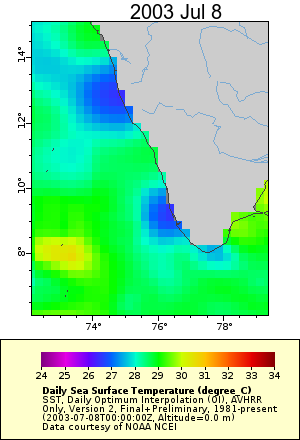 2003 Jul 8
14°
12°
10°
8°
74° 76° 78°
24 25 26 27 28 29 30 31 32 33 34
Daily Sea Surface Temperature (degree_C)
SST, Daily Optimum Interpolation (OI), AVHRR
Only, Version 2, Final+Preliminary, 1981-present
(2003-07-08T00:00:00Z, Altitude=0.0 m)
Data courtesy of NOAA NCEI